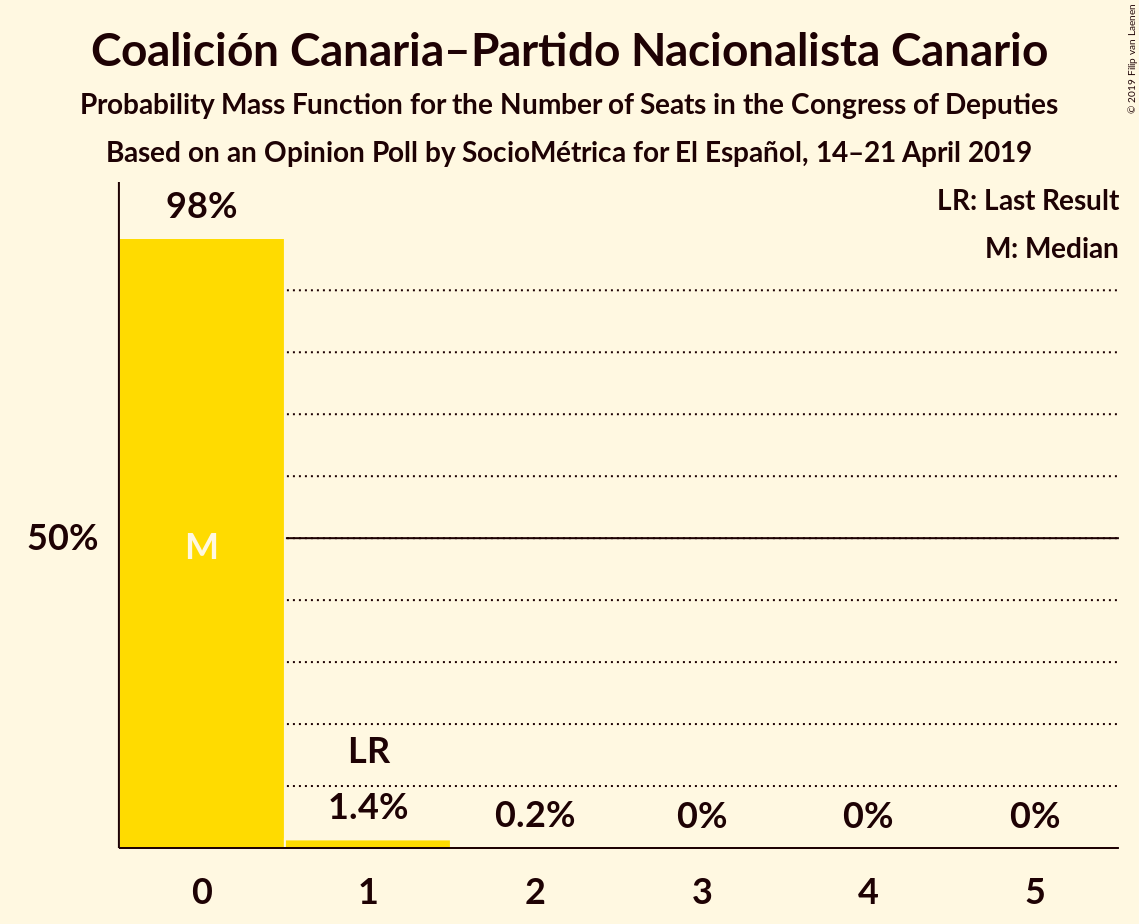 Coalición Canaria–Partido Nacionalista Canario
Probability Mass Function for the Number of Seats in the Congress of Deputies
Based on an Opinion Poll by SocioMétrica for El Español, 14–21 April 2019
© 2019 Filip van Laenen
LR: Last Result
M: Median
98%
50%
M
LR
1.4%
0.2%
0%
0%
0%
0 1 2 3 4 5